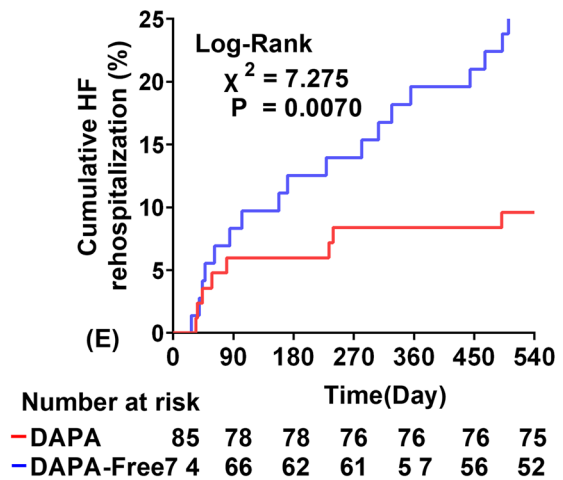 25
20
15
10
5
0
Cumulative HF
rehospitalization (%)
Log-Rank
χ 2 = 7.275
P = 0.0070
(E)
0 90 180 270 360 450 540
Time(Day)
Number at risk
DAPA 85 78 78 76 76 76 75
DAPA-Free7 4 66 62 61 5 7 56 52